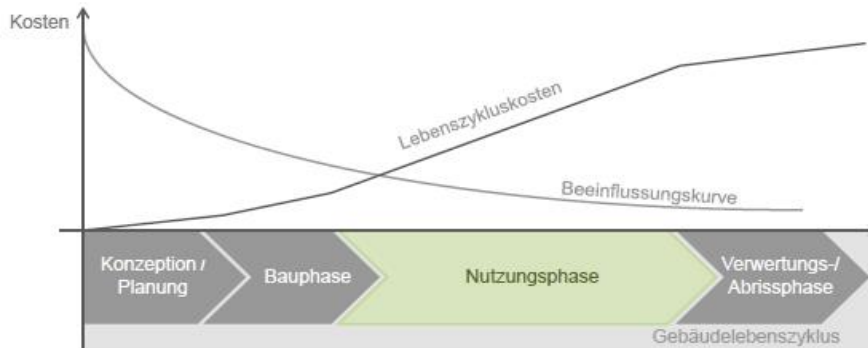 Kosten
Lebenszykluskosten
Beeinflussungskurve
Konzeption /
Planung
Bauphase
Nutzungsphase
Verwertungs-/
Abrissphase
Gebäudelebenszyklus